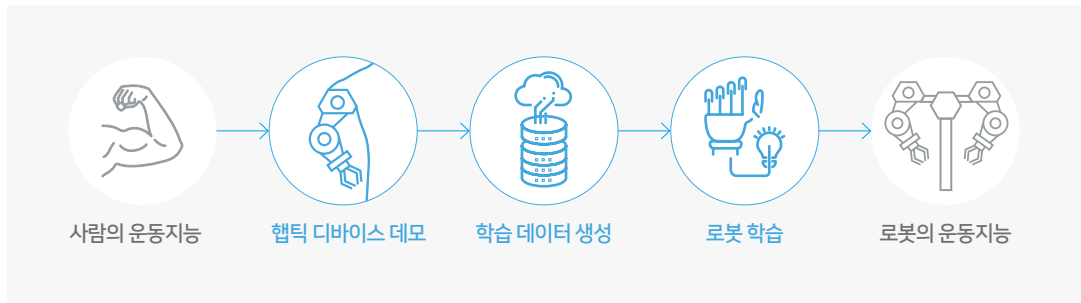 사람의 운동지능
햅틱 디바이스 데모
학습 데이터 생성
로봇 학습
로봇의 운동지능